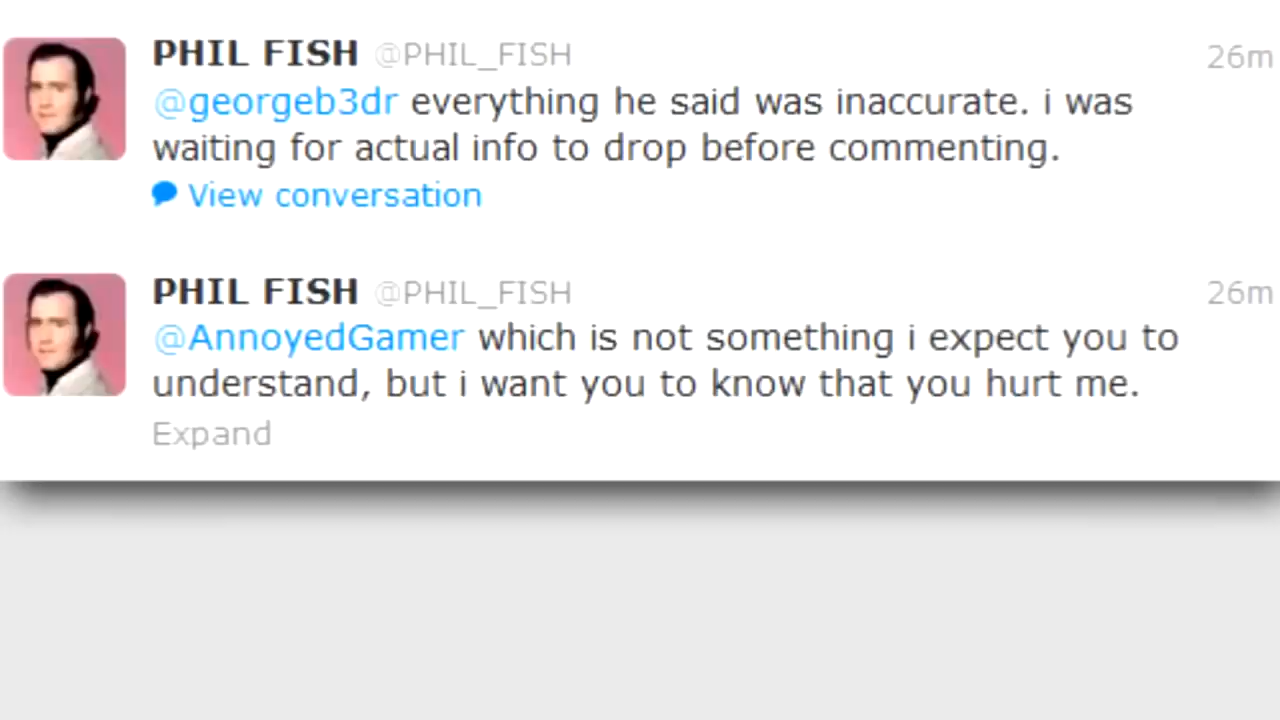 PHIL FISH @PHIL_FISH 26m
@georgeb3dr everything he said was inaccurate. i was
waiting for actual info to drop before commenting.
View conversation
PHIL FISH @PHIL_FISH 26m
@AnnoyedGamer which is not something i expect you to
understand, but i want you to know that you hurt me.
Expand